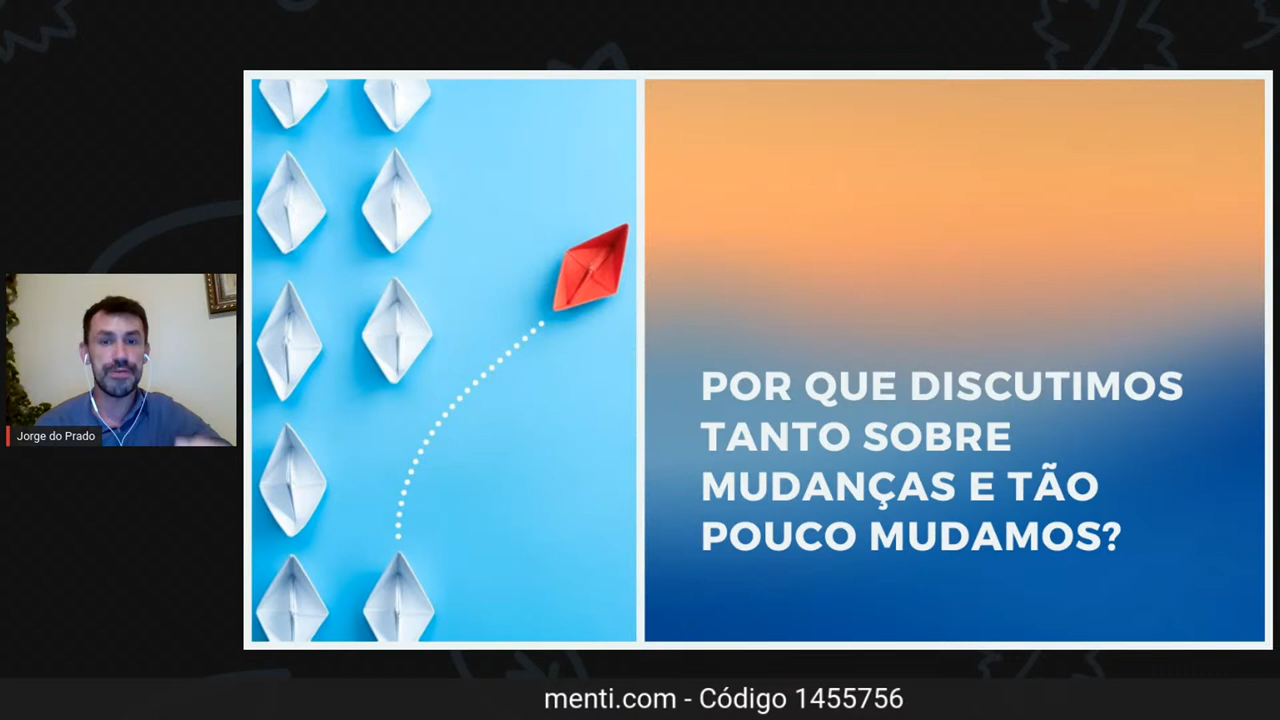 Jorge do Prado
POR QUE DISCUTIMOS
TANTO SOBRE
MUDANÇAS E TÃO
POUCO MUDAMOS?
menti.com - Código 1455756